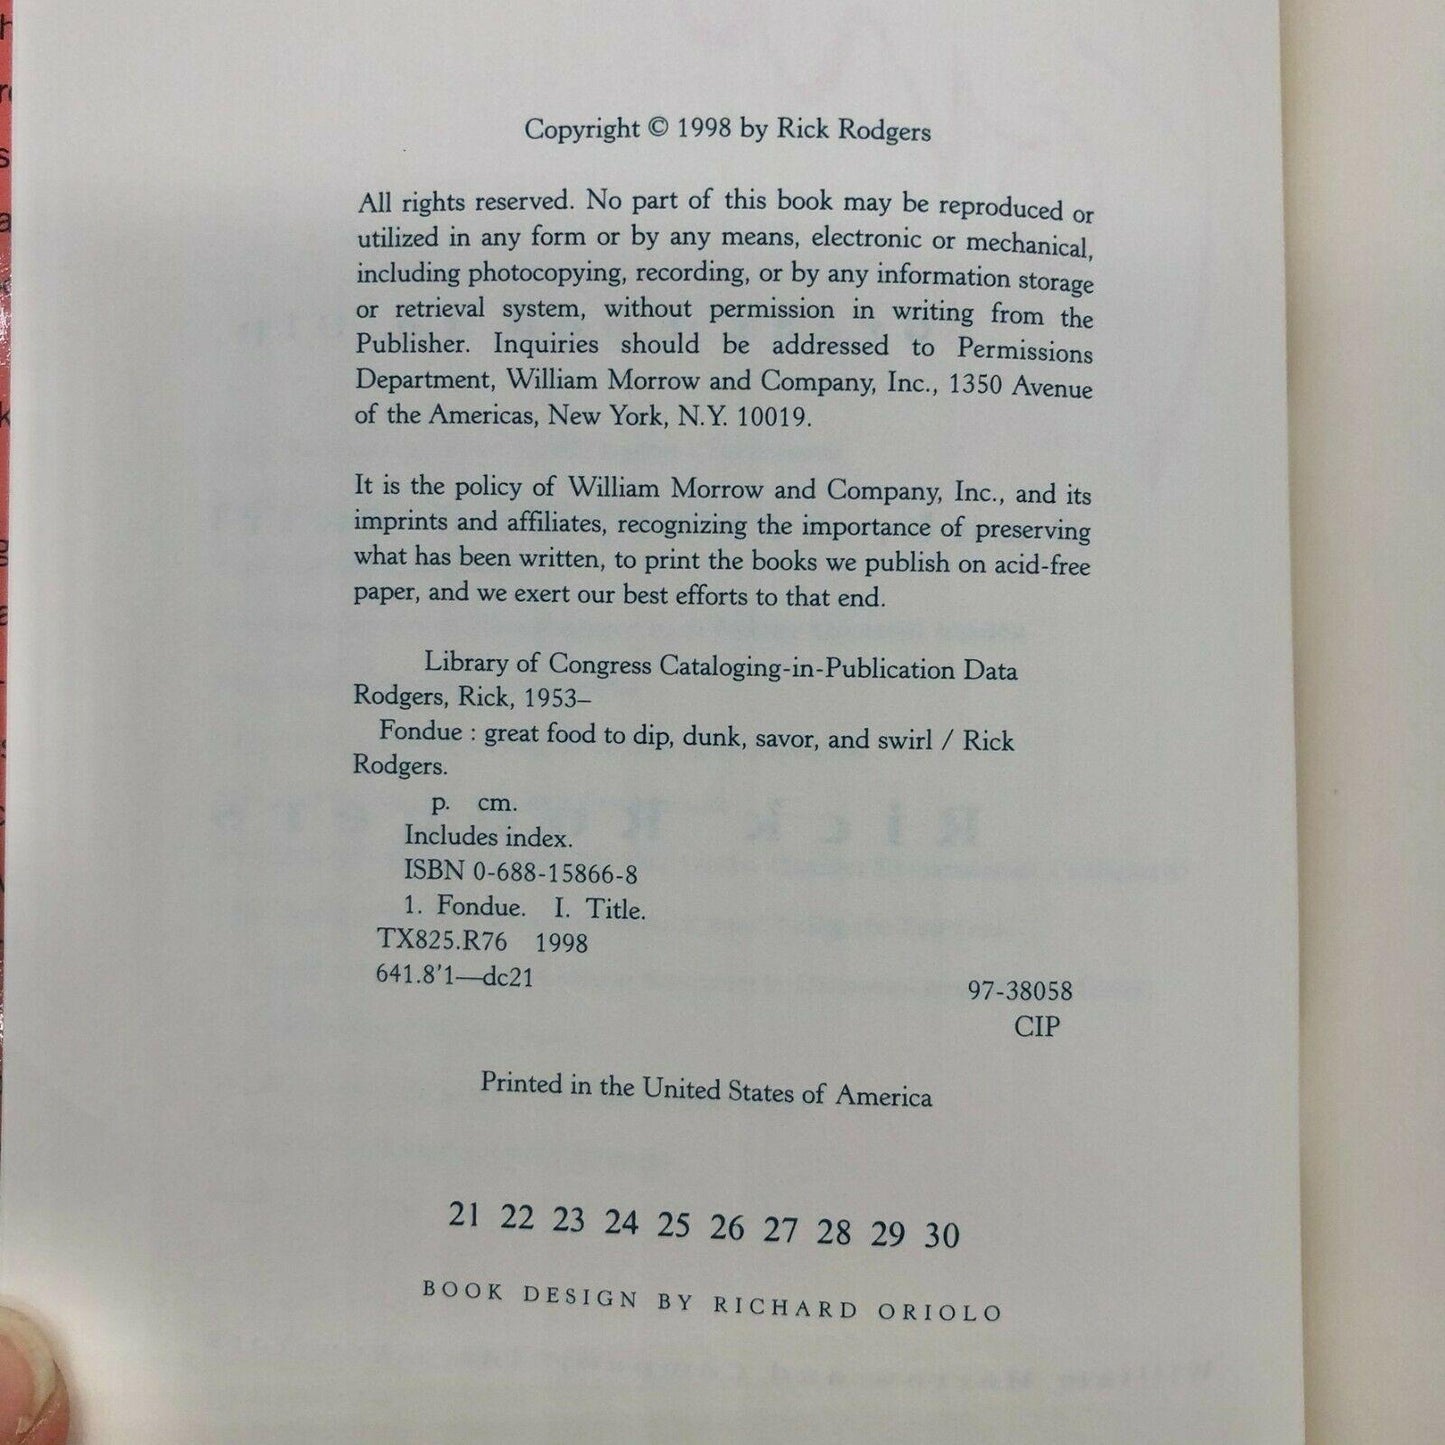 Copyright © 1998 by Rick Rodgers
All rights reserved. No part of this book may be reproduced or
utilized in any form or by any means, electronic or mechanical,
including photocopying, recording, or by any information storage
or retrieval system, without permission in writing from the
Publisher. Inquiries should be addressed to Permissions
Department, William Morrow and Company, Inc., 1350 Avenue
of the Americas, New York, N.Y. 10019.
It is the policy of William Morrow and Company, Inc., and its
imprints and affiliates, recognizing the importance of preserving
what has been written, to print the books we publish on acid-free
paper, and we exert our best efforts to that end.
Library of Congress Cataloging-in-Publication Data
Rodgers, Rick, 1953–
Fondue : great food to dip, dunk, savor, and swirl / Rick
Rodgers.
p. cm.
Includes index.
ISBN 0-688-15866-8
1. Fondue. I. Title.
TX825.R76 1998
641.8'1—dc21
97-38058
CIP
Printed in the United States of America
21 22 23 24 25 26 27 28 29 30
BOOK DESIGN BY RICHARD ORIOLO